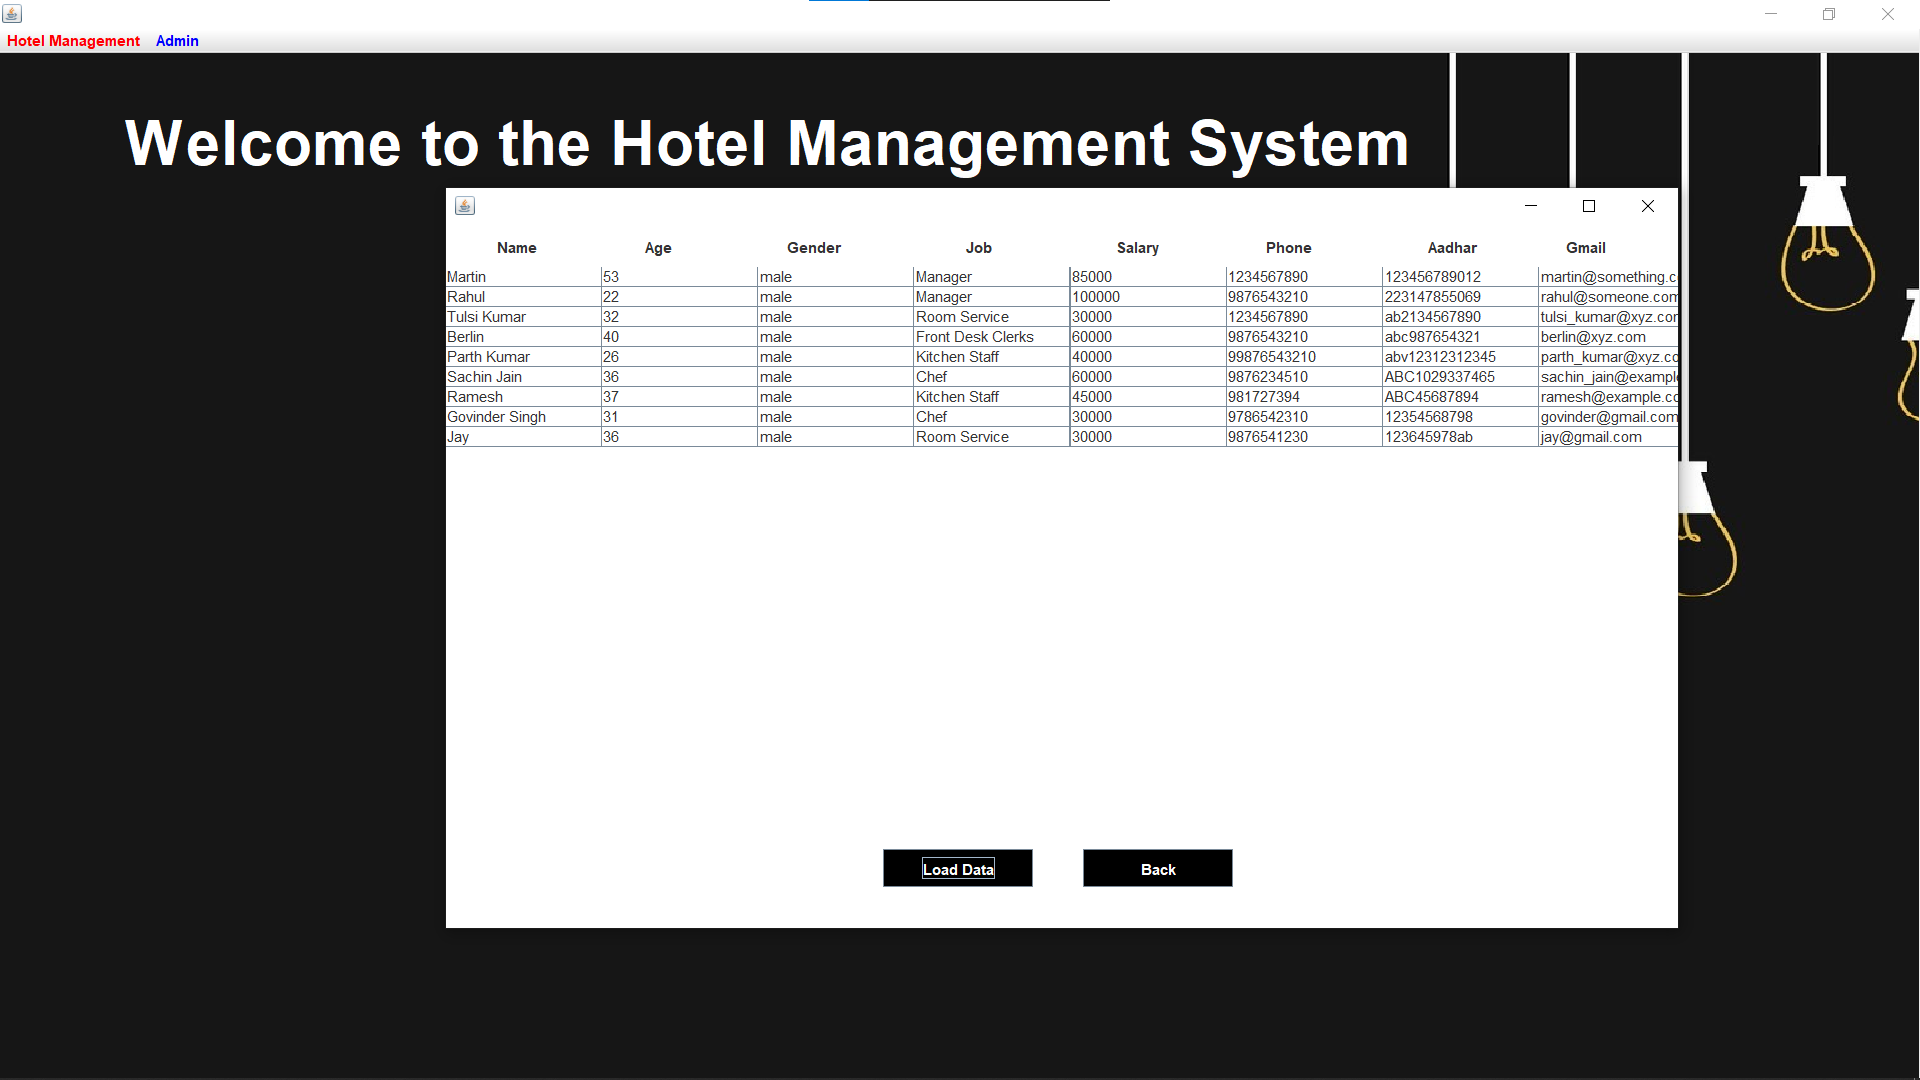 Hotel Management Admin
Welcome to the Hotel Management System
Name Age Gender Job Salary Phone Aadhar Gmail
Martin 53 male Manager 85000 1234567890 123456789012 martin@something.c
Rahul 22 male Manager 100000 9876543210 223147855069 rahul@someone.com
Tulsi Kumar 32 male Room Service 30000 1234567890 ab2134567890 tulsi_kumar@xyz.cor
Berlin 40 male Front Desk Clerks 60000 9876543210 abc987654321 berlin@xyz.com
Parth Kumar 26 male Kitchen Staff 40000 99876543210 abv12312312345 parth_kumar@xyz.co
Sachin Jain 36 male Chef 60000 9876234510 ABC1029337465 sachin_jain@exampl
Ramesh 37 male Kitchen Staff 45000 981727394 ABC45687894 ramesh@example.co
Govinder Singh 31 male Chef 30000 9786542310 12354568798 govinder@gmail.com
Jay 36 male Room Service 30000 9876541230 123645978ab jay@gmail.com
Load Data Back